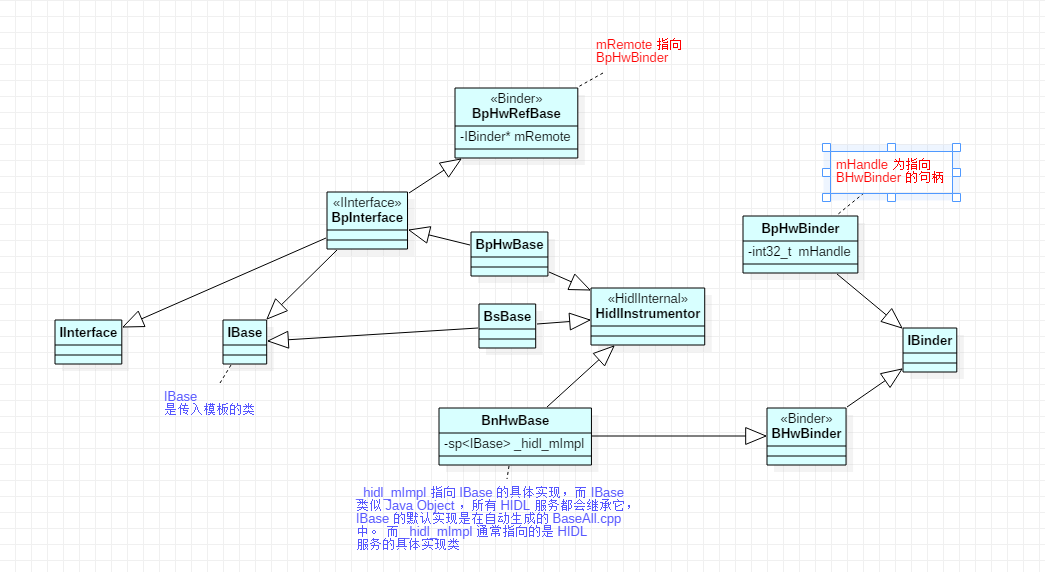 mRemote 指向
BpHwBinder
«Binder»
BpHwRefBase
-IBinder* mRemote
mHandle 为指向
BHwBinder 的句柄
«IInterface»
BpInterface
BpHwBinder
-int32_t mHandle
BpHwBase
«HidlInternal»
HidlInstrumentor
BsBase
IInterface
IBase
IBinder
IBase
是传入模板的类
BnHwBase
-sp<IBase> _hidl_mImpl
«Binder»
BHwBinder
_hidl_mImpl 指向 IBase 的具体实现，而 IBase
类似 Java Object ，所有 HIDL 服务都会继承它，
IBase 的默认实现是在自动生成的 BaseAll.cpp
中。 而 _hidl_mImpl 通常指向的是 HIDL
服务的具体实现类